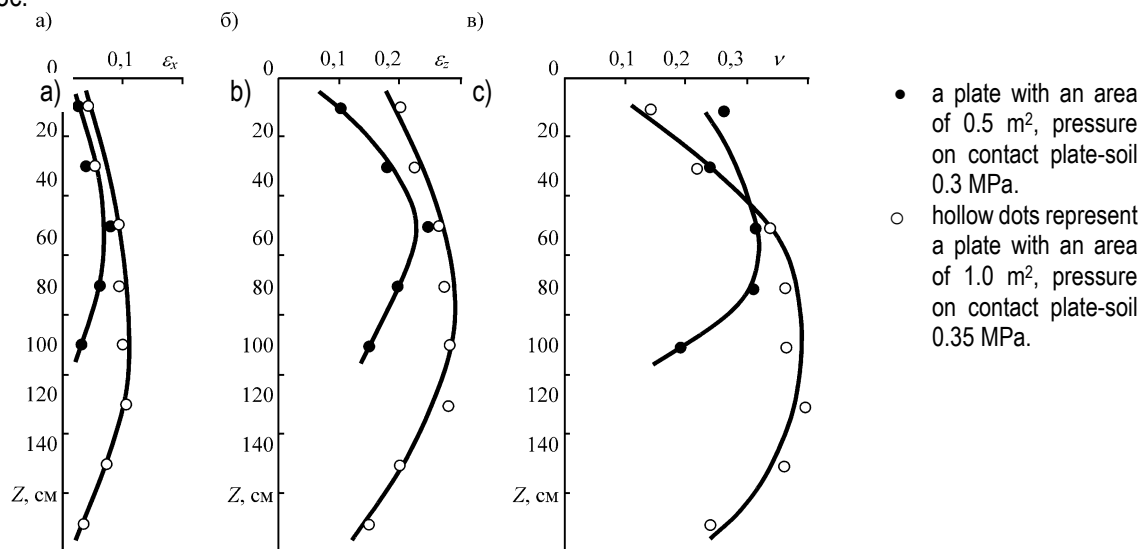 ос.
а) б) в)
0,1 εx 0,1 0,2 εz 0,1 0,2 0,3 ν
0 0 0
a) b) c)
20 20 20
40 40 40
60 60 60
80 80 80
100 100 100
120 120 120
140 140 140
Z, см Z, см Z, см
● a plate with an area
of 0.5 m², pressure
on contact plate-soil
0.3 MPa.
○ hollow dots represent
a plate with an area
of 1.0 m², pressure
on contact plate-soil
0.35 MPa.